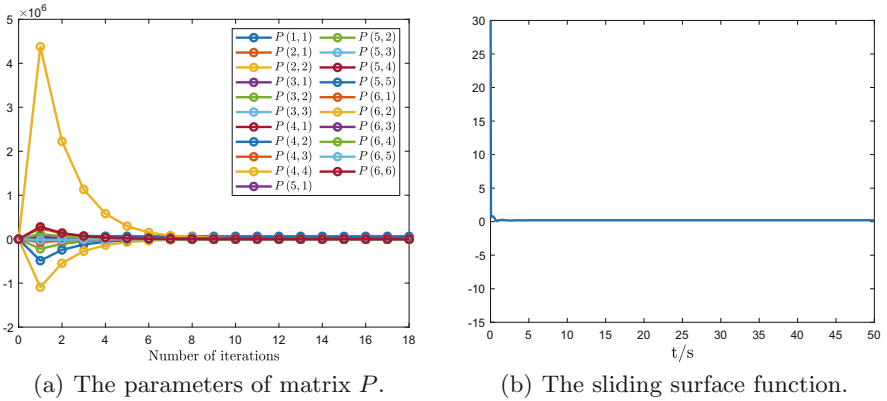 ×10⁶
5
4
3
2
1
0
-1
-2
0 2 4 6 8 10 12 14 16 18
Number of iterations
P (1, 1) P (5, 2)
P (2, 1) P (5, 3)
P (2, 2) P (5, 4)
P (3, 1) P (5, 5)
P (3, 2) P (6, 1)
P (3, 3) P (6, 2)
P (4, 1) P (6, 3)
P (4, 2) P (6, 4)
P (4, 3) P (6, 5)
P (4, 4) P (6, 6)
P (5, 1)
(a) The parameters of matrix P.
30
25
20
15
10
5
0
-5
-10
-15
0 5 10 15 20 25 30 35 40 45 50
t/s
(b) The sliding surface function.